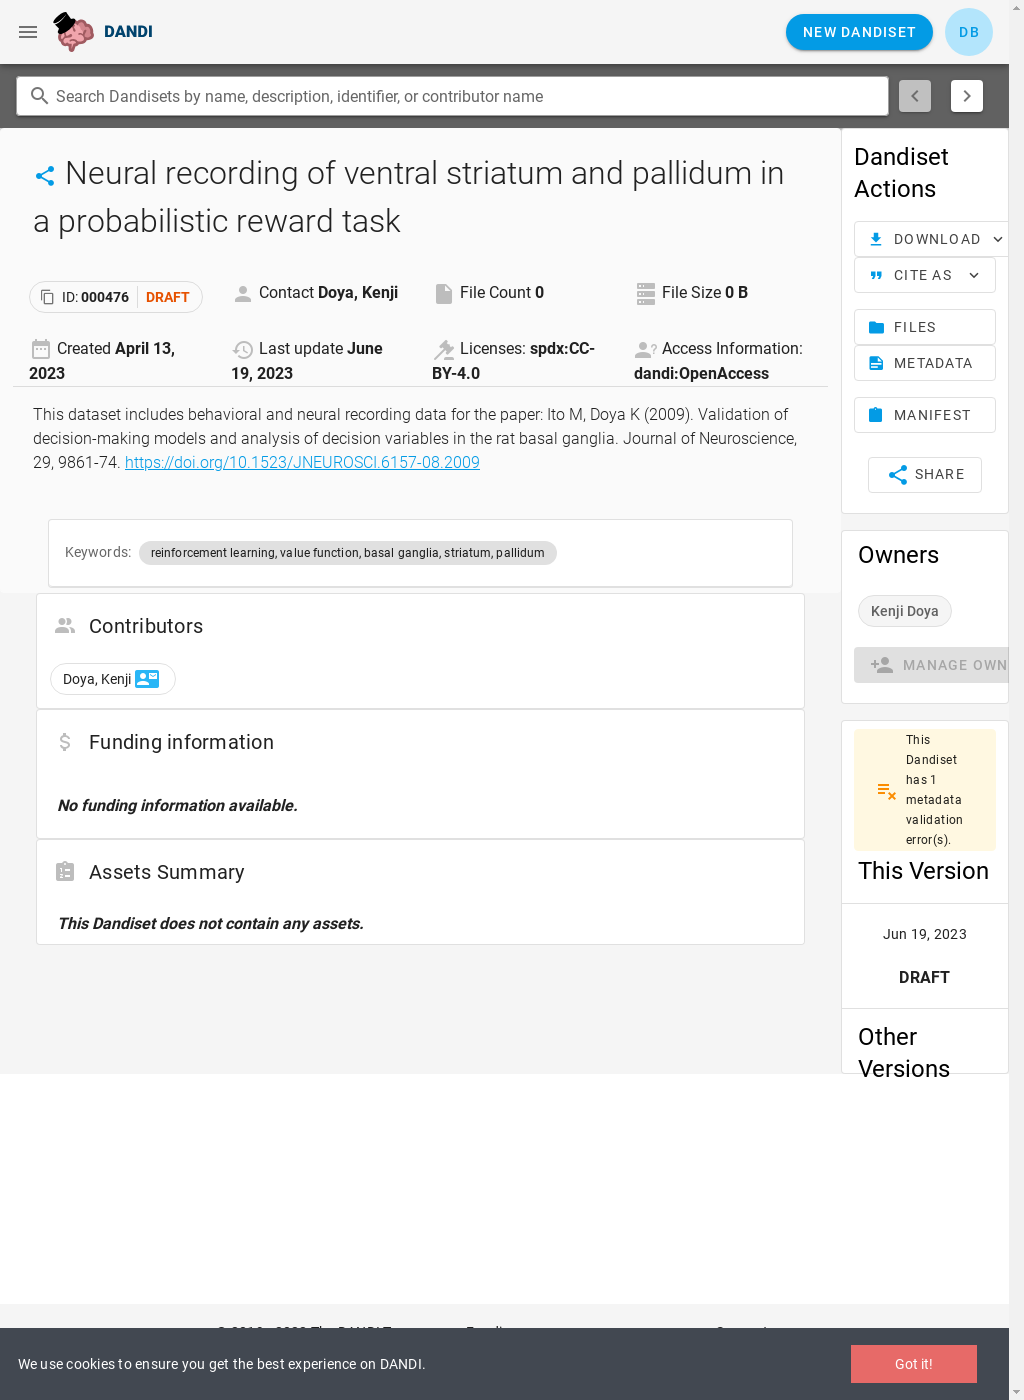 DANDI
NEW DANDISET
DB
Search Dandisets by name, description, identifier, or contributor name
Neural recording of ventral striatum and pallidum in
a probabilistic reward task
ID: 000476 DRAFT
Contact Doya, Kenji
File Count 0
File Size 0 B
Created April 13,
2023
Last update June
19, 2023
Licenses: spdx:CC-
BY-4.0
Access Information:
dandi:OpenAccess
This dataset includes behavioral and neural recording data for the paper: Ito M, Doya K (2009). Validation of
decision-making models and analysis of decision variables in the rat basal ganglia. Journal of Neuroscience,
29, 9861-74. https://doi.org/10.1523/JNEUROSCI.6157-08.2009
Keywords: reinforcement learning, value function, basal ganglia, striatum, pallidum
Contributors
Doya, Kenji
Funding information
No funding information available.
Assets Summary
This Dandiset does not contain any assets.
Dandiset
Actions
DOWNLOAD
CITE AS
FILES
METADATA
MANIFEST
SHARE
Owners
Kenji Doya
MANAGE OWN
This
Dandiset
has 1
metadata
validation
error(s).
This Version
Jun 19, 2023
DRAFT
Other
Versions
We use cookies to ensure you get the best experience on DANDI.
Got it!